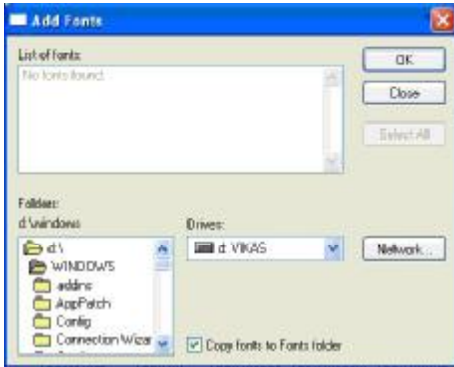 Add Fonts
List of fonts:
No fonts found.
OK
Close
Select All
Folders:
d:\windows
Drives:
d:\
WINDOWS
addins
AppPatch
Config
Connection Wizar
d: VIKAS
Network...
Copy fonts to Fonts folder